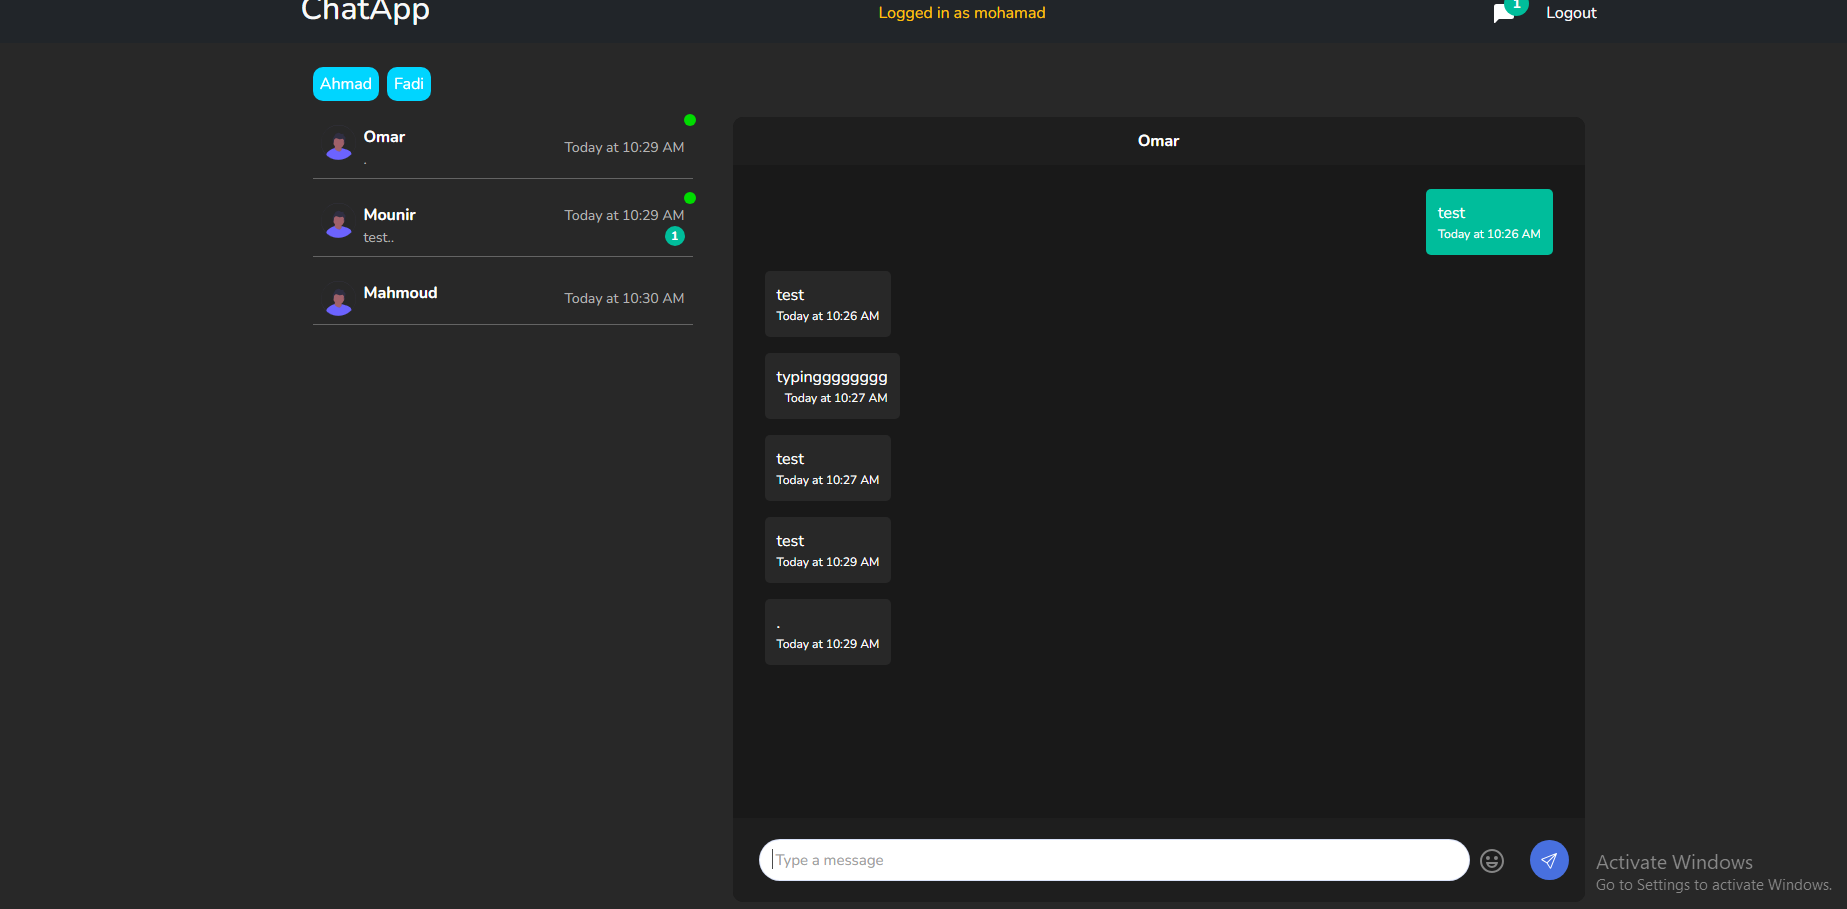 ChatApp
Logged in as mohamad
1
Logout
Ahmad
Fadi
Omar
Today at 10:29 AM
.
Mounir
Today at 10:29 AM
test..
1
Mahmoud
Today at 10:30 AM
Omar
test
Today at 10:26 AM
test
Today at 10:26 AM
typinggggggggg
Today at 10:27 AM
test
Today at 10:27 AM
test
Today at 10:29 AM
.
Today at 10:29 AM
Type a message
Activate Windows
Go to Settings to activate Windows.